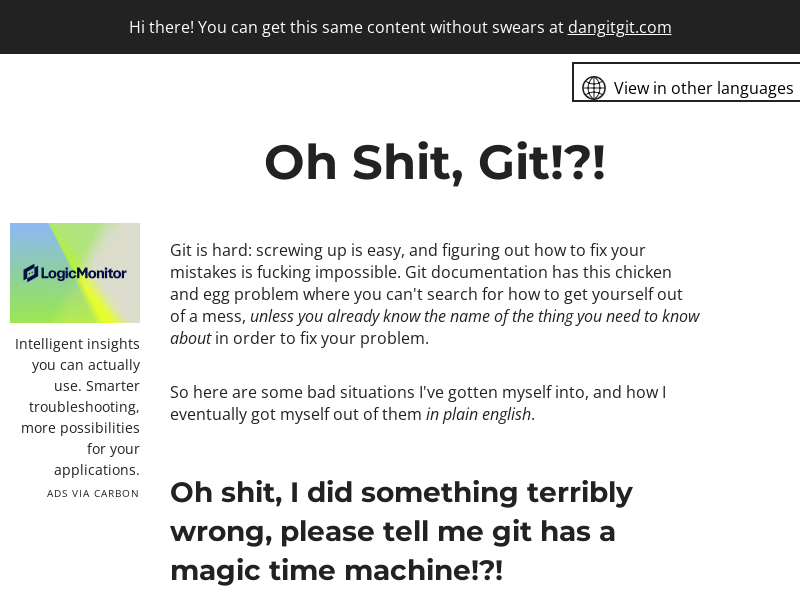 Hi there! You can get this same content without swears at dangitgit.com
View in other languages
Oh Shit, Git!?!
LogicMonitor
Intelligent insights
you can actually
use. Smarter
troubleshooting,
more possibilities
for your
applications.
ADS VIA CARBON
Git is hard: screwing up is easy, and figuring out how to fix your
mistakes is fucking impossible. Git documentation has this chicken
and egg problem where you can't search for how to get yourself out
of a mess, unless you already know the name of the thing you need to know
about in order to fix your problem.
So here are some bad situations I've gotten myself into, and how I
eventually got myself out of them in plain english.
Oh shit, I did something terribly
wrong, please tell me git has a
magic time machine!?!